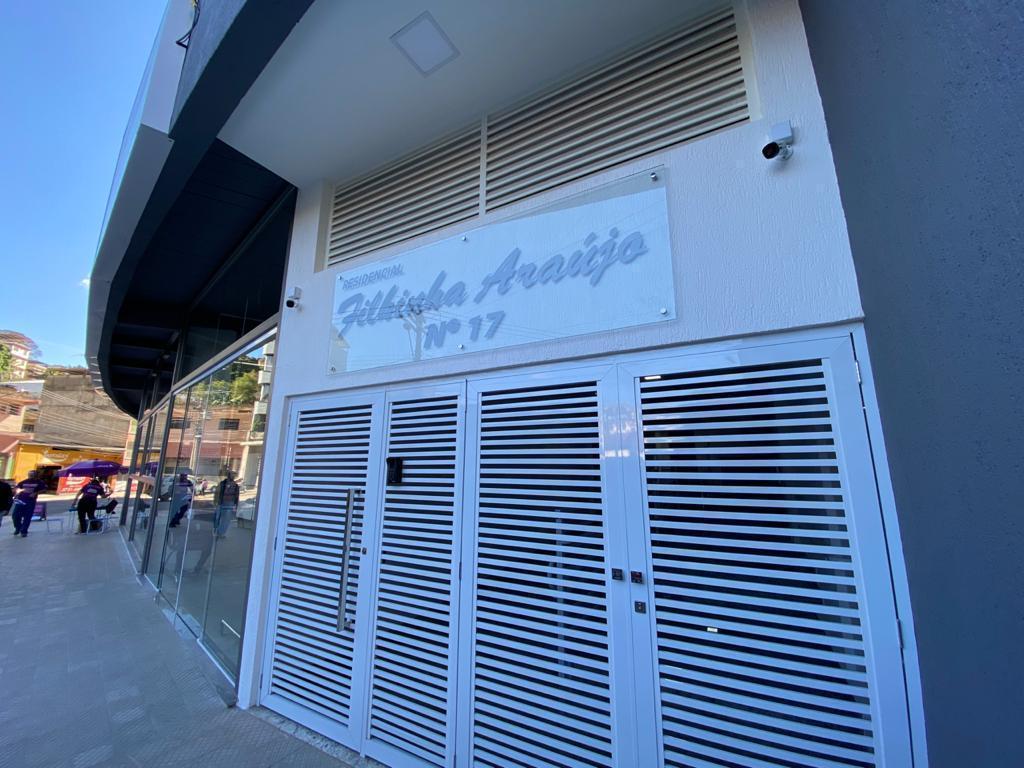 RESIDENCIAL
Filhinha Araújo
Nº 17